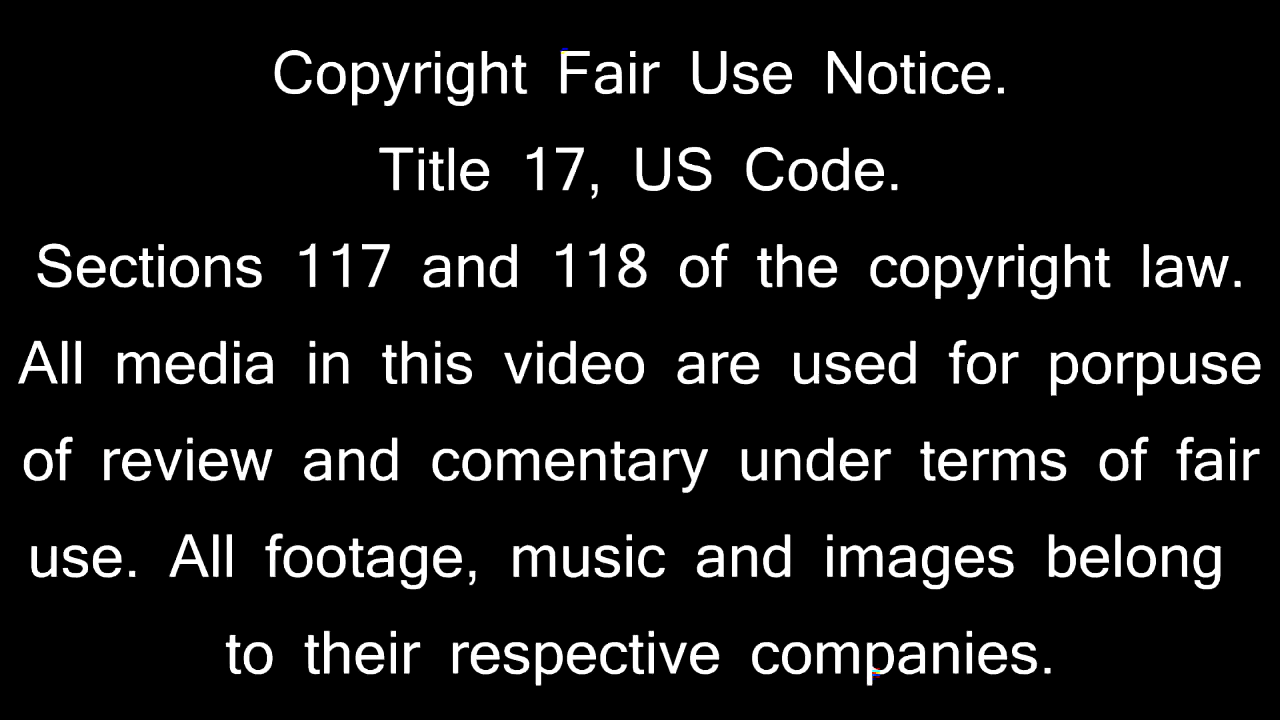 Copyright Fair Use Notice.
Title 17, US Code.
Sections 117 and 118 of the copyright law.
All media in this video are used for porpuse
of review and comentary under terms of fair
use. All footage, music and images belong
to their respective companies.